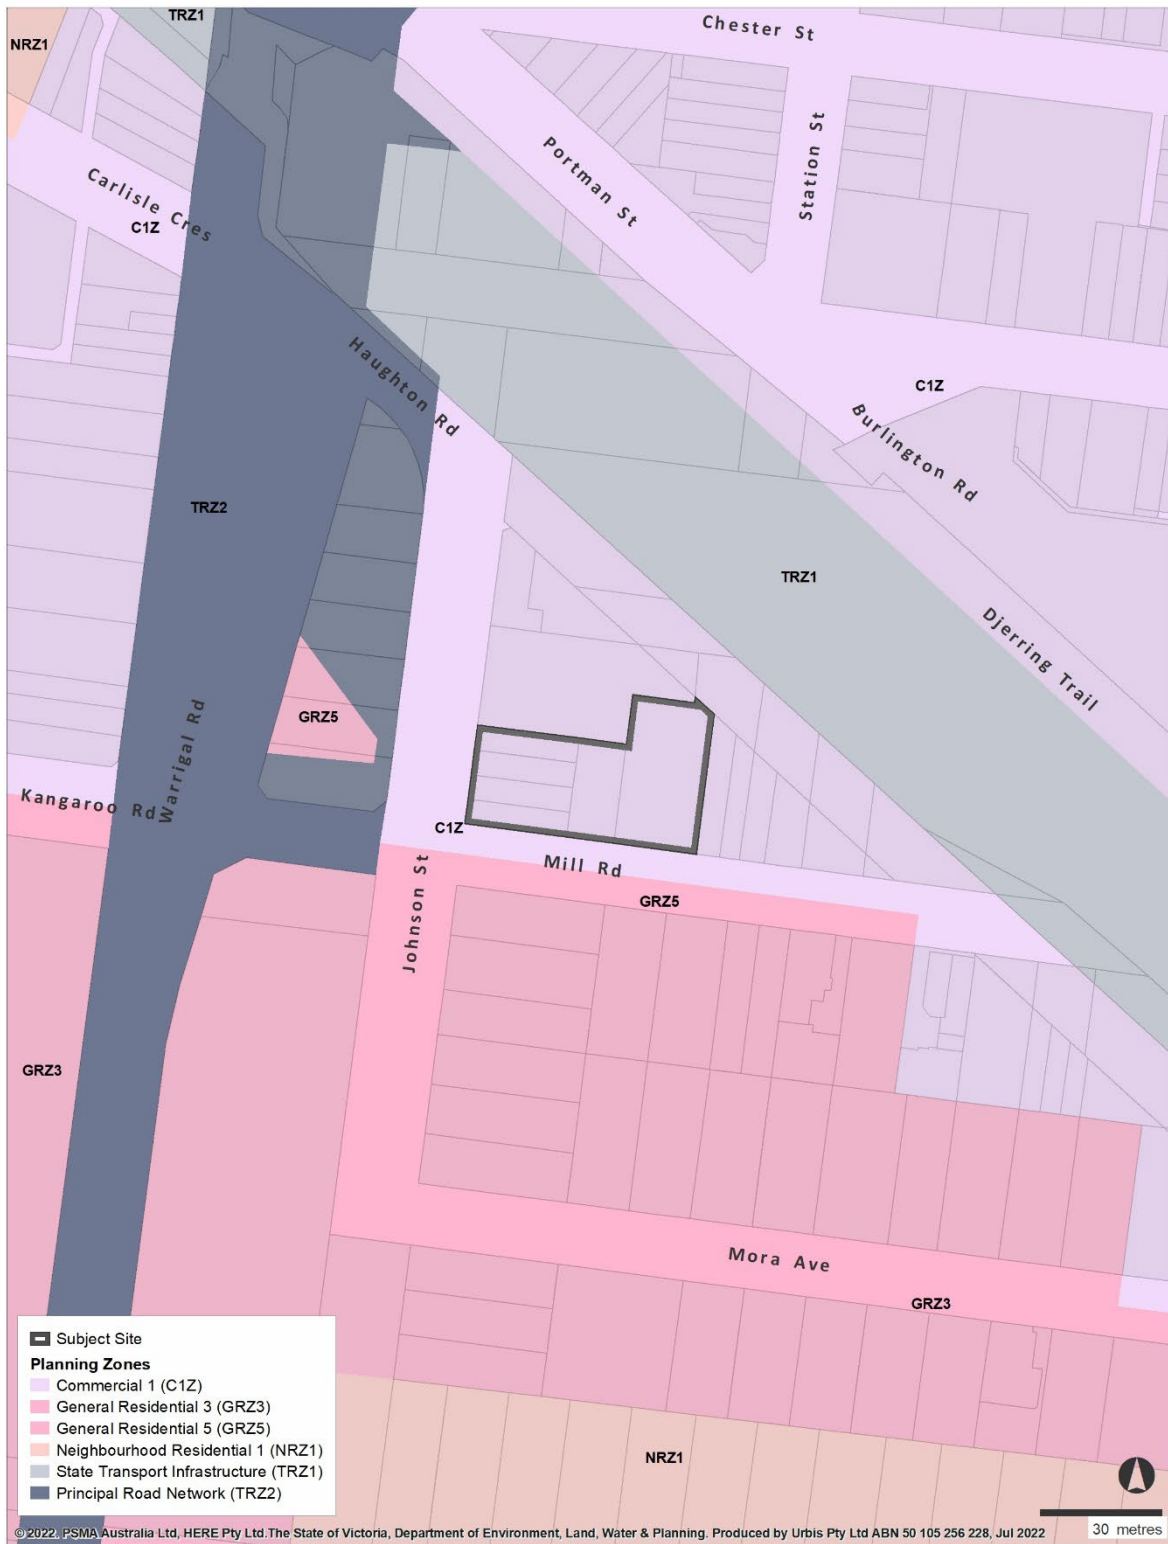 TRZ1
Chester St
NRZ1
Station St
Portman St
Carlisle Cres
C1Z
Haughton Rd
C1Z
Burlington Rd
TRZ2
TRZ1
Djerring Trail
GRZ5
Warrigal Rd
Kangaroo Rd
C1Z
Mill Rd
GRZ5
Johnson St
GRZ3
Mora Ave
GRZ3
NRZ1
Subject Site
Planning Zones
Commercial 1 (C1Z)
General Residential 3 (GRZ3)
General Residential 5 (GRZ5)
Neighbourhood Residential 1 (NRZ1)
State Transport Infrastructure (TRZ1)
Principal Road Network (TRZ2)
30 metres
© 2022. PSMA Australia Ltd, HERE Pty Ltd.The State of Victoria, Department of Environment, Land, Water & Planning. Produced by Urbis Pty Ltd ABN 50 105 256 228, Jul 2022